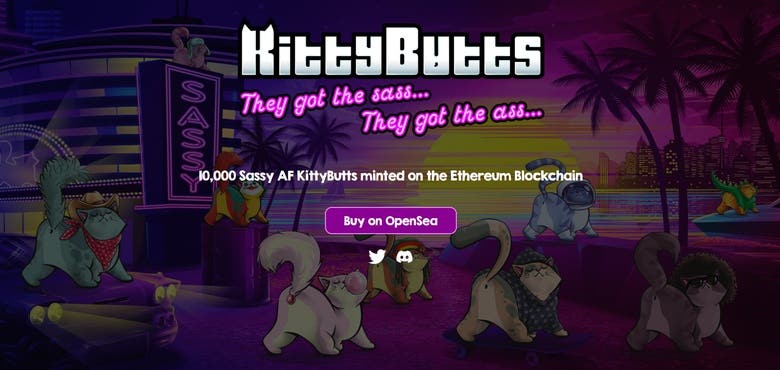 KittyButts
They got the sass...
They got the ass...
SASSY
10,000 Sassy AF KittyButts minted on the Ethereum Blockchain
Buy on OpenSea